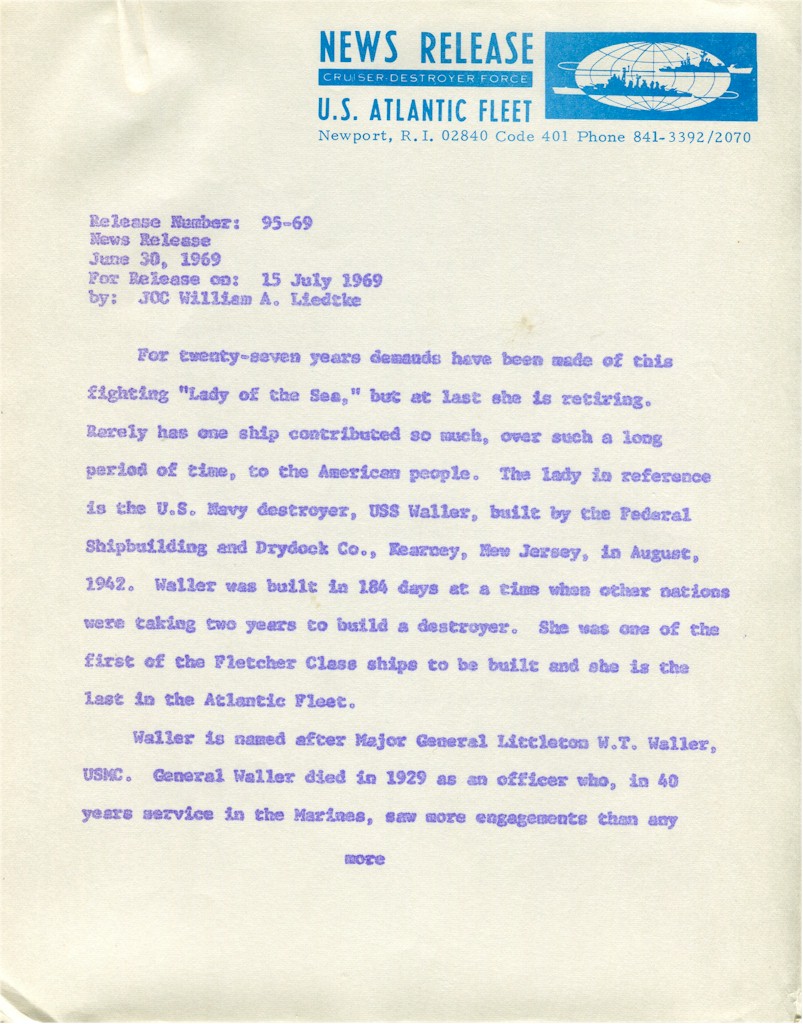 NEWS RELEASE
CRUISER-DESTROYER FORCE
U.S. ATLANTIC FLEET
Newport, R.I. 02840 Code 401 Phone 841-3392/2070
Release Number: 95-69
News Release
June 30, 1969
For Release on: 15 July 1969
by: JOC William A. Liedtke
For twenty-seven years demands have been made of this
fighting "Lady of the Sea," but at last she is retiring.
Rarely has one ship contributed so much, over such a long
period of time, to the American people. The lady in reference
is the U.S. Navy destroyer, USS Waller, built by the Federal
Shipbuilding and Drydock Co., Kearney, New Jersey, in August,
1942. Waller was built in 184 days at a time when other nations
were taking two years to build a destroyer. She was one of the
first of the Fletcher Class ships to be built and she is the
last in the Atlantic Fleet.
Waller is named after Major General Littleton W.T. Waller,
USMC. General Waller died in 1929 as an officer who, in 40
years service in the Marines, saw more engagements than any
more